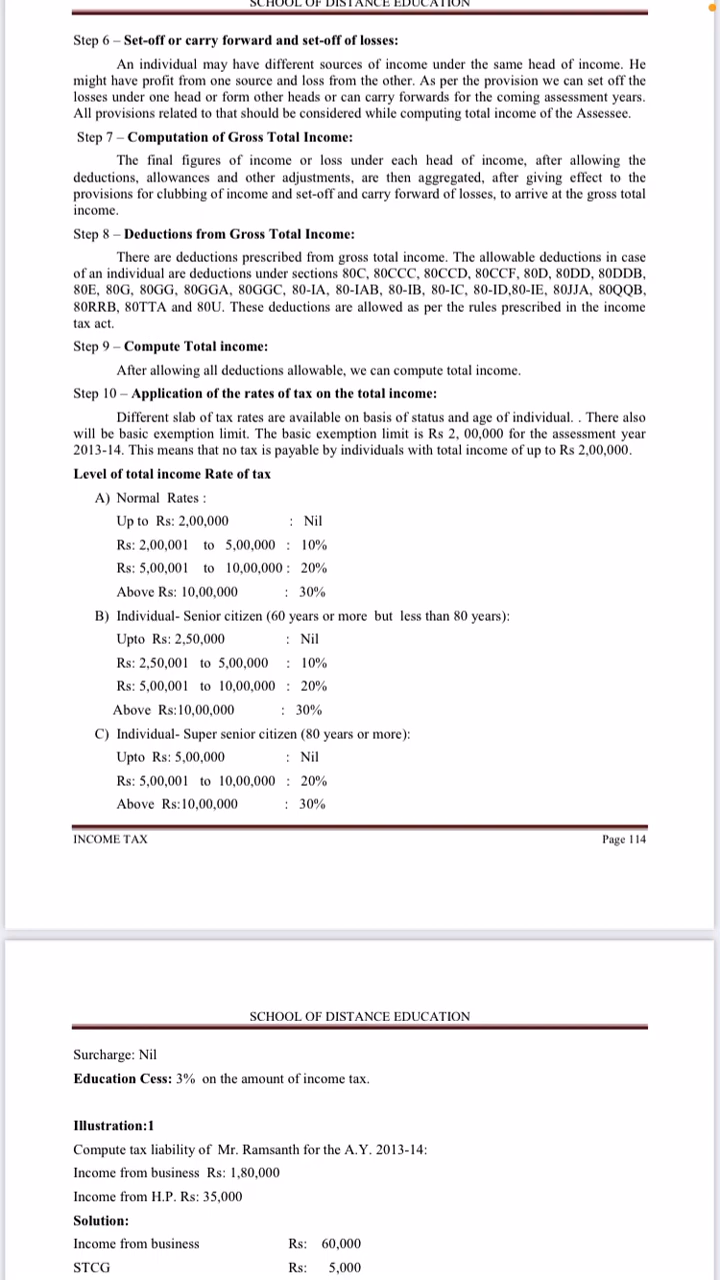 SCHOOL OF DISTANCE EDUCATION
Step 6 – Set-off or carry forward and set-off of losses:
An individual may have different sources of income under the same head of income. He
might have profit from one source and loss from the other. As per the provision we can set off the
losses under one head or form other heads or can carry forwards for the coming assessment years.
All provisions related to that should be considered while computing total income of the Assessee.
Step 7 – Computation of Gross Total Income:
The final figures of income or loss under each head of income, after allowing the
deductions, allowances and other adjustments, are then aggregated, after giving effect to the
provisions for clubbing of income and set-off and carry forward of losses, to arrive at the gross total
income.
Step 8 – Deductions from Gross Total Income:
There are deductions prescribed from gross total income. The allowable deductions in case
of an individual are deductions under sections 80C, 80CCC, 80CCD, 80CCF, 80D, 80DD, 80DDB,
80E, 80G, 80GG, 80GGA, 80GGC, 80-IA, 80-IAB, 80-IB, 80-IC, 80-ID,80-IE, 80JJA, 80QQB,
80RRB, 80TTA and 80U. These deductions are allowed as per the rules prescribed in the income
tax act.
Step 9 – Compute Total income:
After allowing all deductions allowable, we can compute total income.
Step 10 – Application of the rates of tax on the total income:
Different slab of tax rates are available on basis of status and age of individual. . There also
will be basic exemption limit. The basic exemption limit is Rs 2, 00,000 for the assessment year
2013-14. This means that no tax is payable by individuals with total income of up to Rs 2,00,000.
Level of total income Rate of tax
A) Normal Rates :
Up to Rs: 2,00,000 : Nil
Rs: 2,00,001 to 5,00,000 : 10%
Rs: 5,00,001 to 10,00,000 : 20%
Above Rs: 10,00,000 : 30%
B) Individual- Senior citizen (60 years or more but less than 80 years):
Upto Rs: 2,50,000 : Nil
Rs: 2,50,001 to 5,00,000 : 10%
Rs: 5,00,001 to 10,00,000 : 20%
Above Rs:10,00,000 : 30%
C) Individual- Super senior citizen (80 years or more):
Upto Rs: 5,00,000 : Nil
Rs: 5,00,001 to 10,00,000 : 20%
Above Rs:10,00,000 : 30%
INCOME TAX Page 114
SCHOOL OF DISTANCE EDUCATION
Surcharge: Nil
Education Cess: 3% on the amount of income tax.
Illustration:1
Compute tax liability of Mr. Ramsanth for the A.Y. 2013-14:
Income from business Rs: 1,80,000
Income from H.P. Rs: 35,000
Solution:
Income from business Rs: 60,000
STCG Rs: 5,000